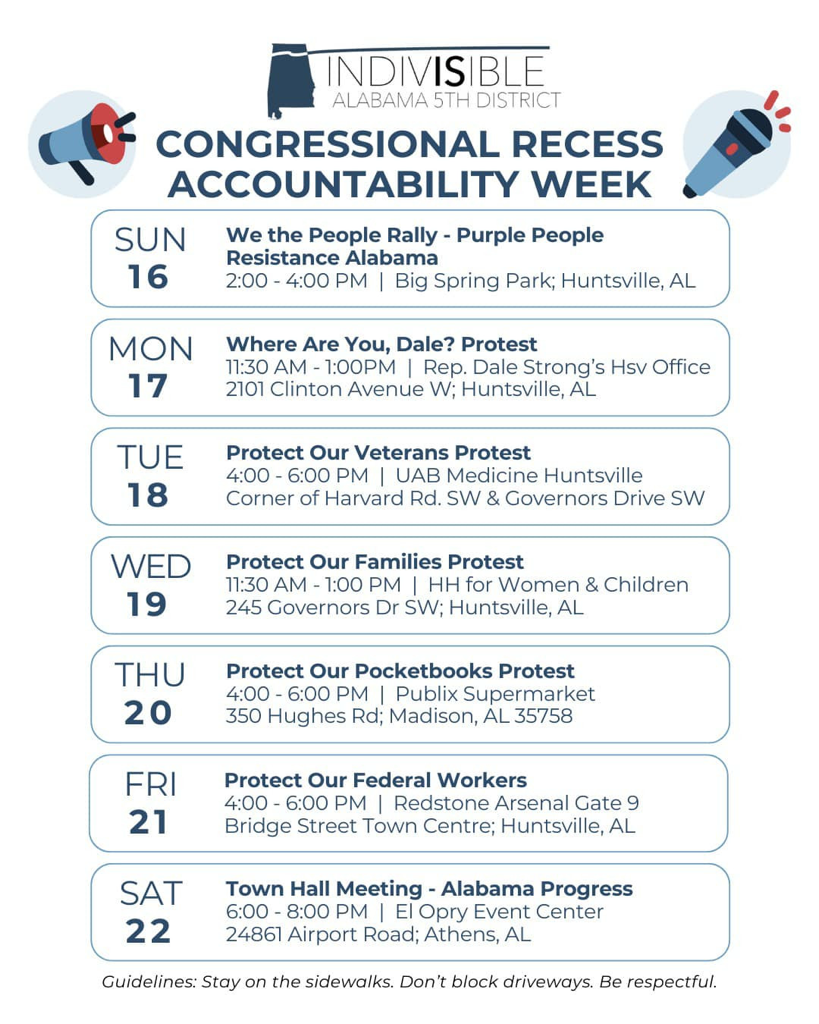 INDIVISIBLE
ALABAMA 5TH DISTRICT
CONGRESSIONAL RECESS
ACCOUNTABILITY WEEK
SUN
16
We the People Rally - Purple People
Resistance Alabama
2:00 - 4:00 PM | Big Spring Park; Huntsville, AL
MON
17
Where Are You, Dale? Protest
11:30 AM - 1:00PM | Rep. Dale Strong's Hsv Office
2101 Clinton Avenue W; Huntsville, AL
TUE
18
Protect Our Veterans Protest
4:00 - 6:00 PM | UAB Medicine Huntsville
Corner of Harvard Rd. SW & Governors Drive SW
WED
19
Protect Our Families Protest
11:30 AM - 1:00 PM | HH for Women & Children
245 Governors Dr SW; Huntsville, AL
THU
20
Protect Our Pocketbooks Protest
4:00 - 6:00 PM | Publix Supermarket
350 Hughes Rd; Madison, AL 35758
FRI
21
Protect Our Federal Workers
4:00 - 6:00 PM | Redstone Arsenal Gate 9
Bridge Street Town Centre; Huntsville, AL
SAT
22
Town Hall Meeting - Alabama Progress
6:00 - 8:00 PM | El Opry Event Center
24861 Airport Road; Athens, AL
Guidelines: Stay on the sidewalks. Don't block driveways. Be respectful.